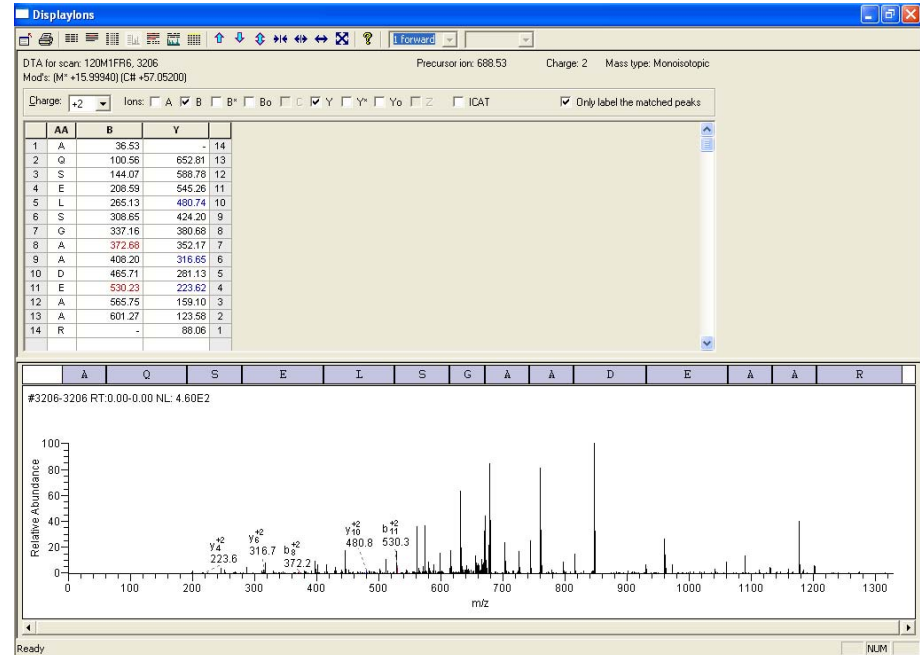 DisplayIons
1 forward
DTA for scan: 120M1FR6, 3206 Precursor ion: 688.53 Charge: 2 Mass type: Monoisotopic
Mod's: (M* +15.99940) (C# +57.05200)
Charge: +2 Ions: A B B* Bo C Y Y* Yo Z ICAT Only label the matched peaks
AA B Y
1 A 36.53 - 14
2 Q 100.56 652.81 13
3 S 144.07 588.78 12
4 E 208.59 545.26 11
5 L 265.13 480.74 10
6 S 308.65 424.20 9
7 G 337.16 380.68 8
8 A 372.68 352.17 7
9 A 408.20 316.65 6
10 D 465.71 281.13 5
11 E 530.23 223.62 4
12 A 565.75 159.10 3
13 A 601.27 123.58 2
14 R - 88.06 1
A Q S E L S G A A D E A A R
#3206-3206 RT:0.00-0.00 NL: 4.60E2
Relative Abundance
100
80
60
40
20
0
y4+2
223.6
y6+2
316.7
b8+2
372.2
y10+2
480.8
b11+2
530.3
0 100 200 300 400 500 600 700 800 900 1000 1100 1200 1300
m/z
Ready NUM